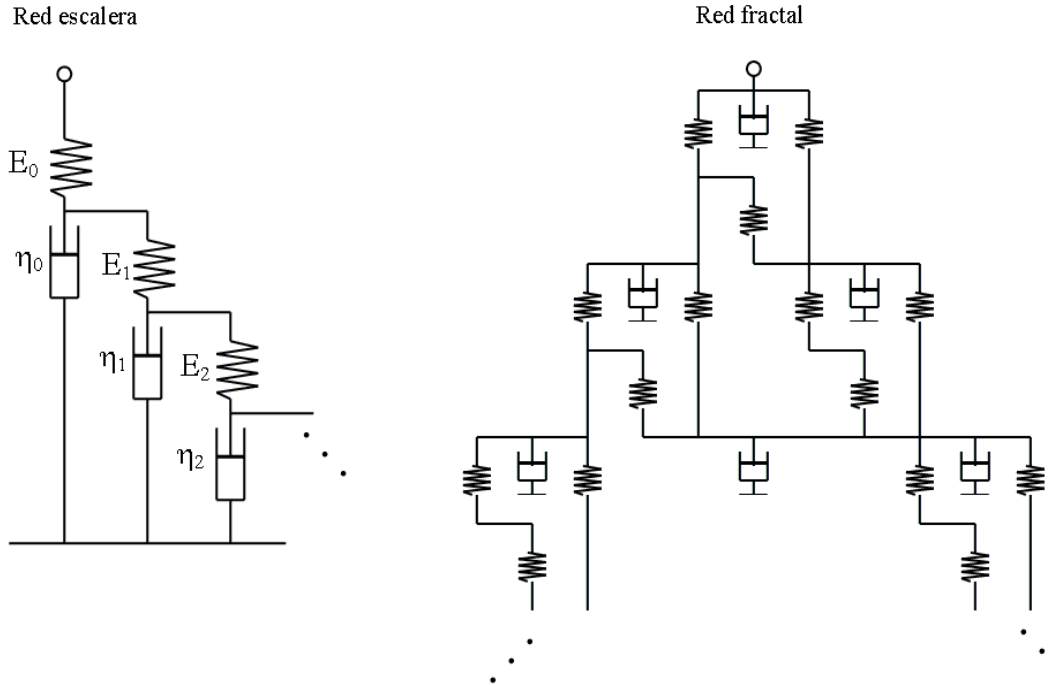 Red escalera
Red fractal
E0
η0
E1
η1
E2
η2